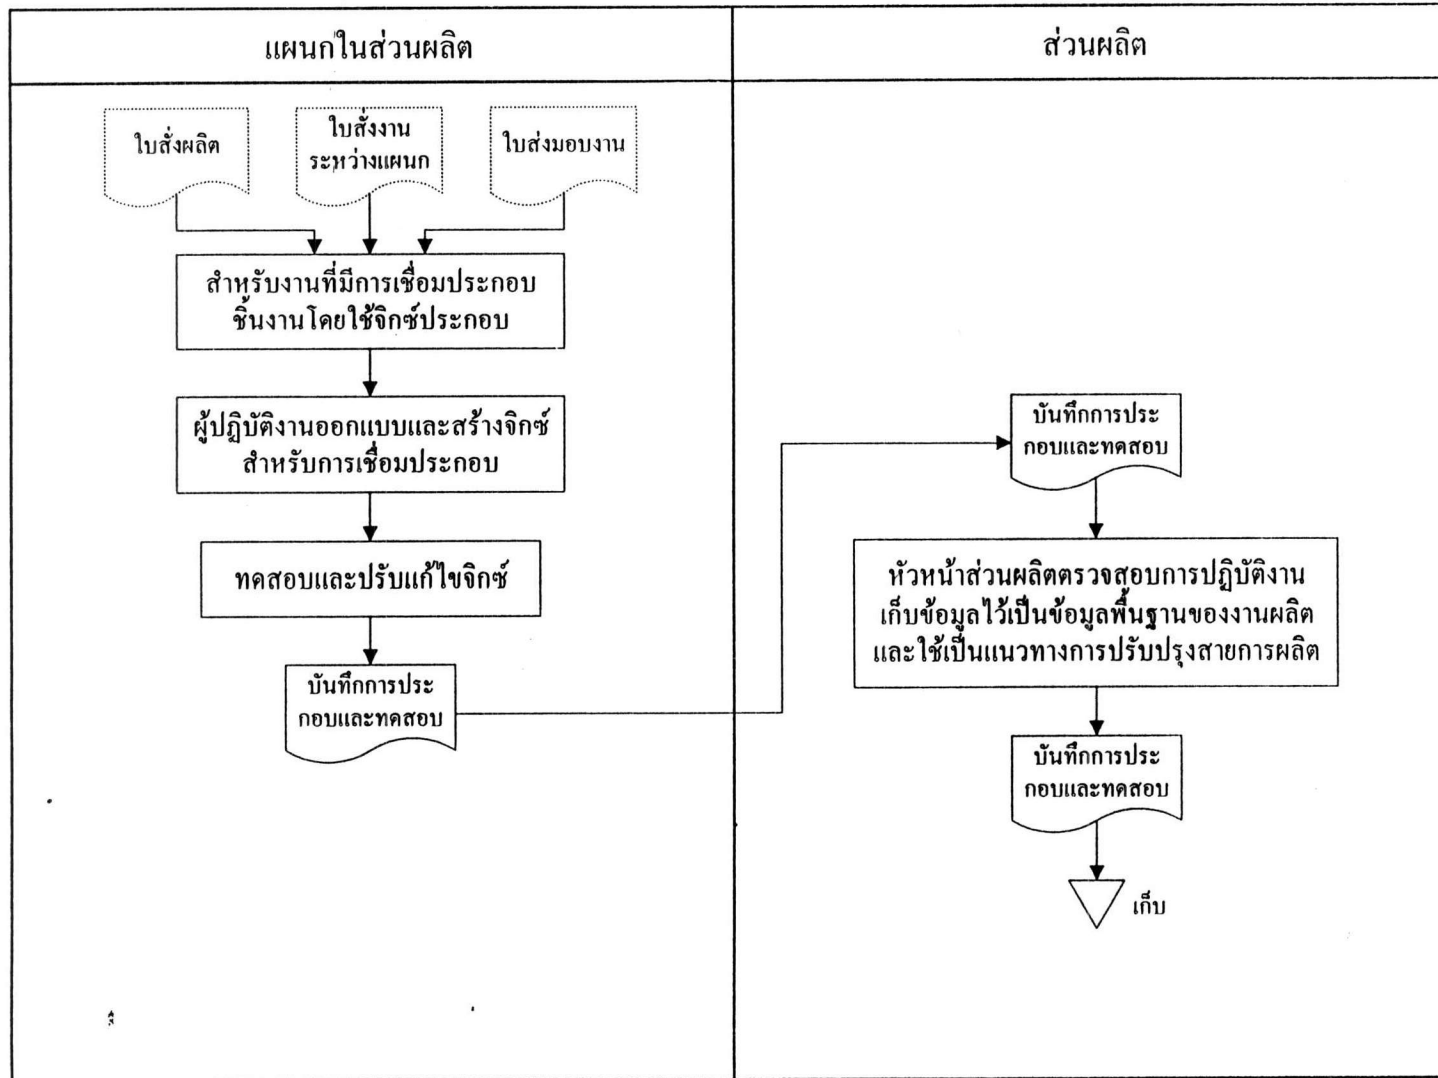 แผนกในส่วนผลิต
ส่วนผลิต
ใบสั่งผลิต
ใบสั่งงาน
ระหว่างแผนก
ใบส่งมอบงาน
สำหรับงานที่มีการเชื่อมประกอบ
ชิ้นงานโดยใช้จิกซ์ประกอบ
ผู้ปฏิบัติงานออกแบบและสร้างจิกซ์
สำหรับการเชื่อมประกอบ
ทดสอบและปรับแก้ไขจิกซ์
บันทึกการประ
กอบและทดสอบ
บันทึกการประ
กอบและทดสอบ
หัวหน้าส่วนผลิตตรวจสอบการปฏิบัติงาน
เก็บข้อมูลไว้เป็นข้อมูลพื้นฐานของงานผลิต
และใช้เป็นแนวทางการปรับปรุงสายการผลิต
บันทึกการประ
กอบและทดสอบ
เก็บ